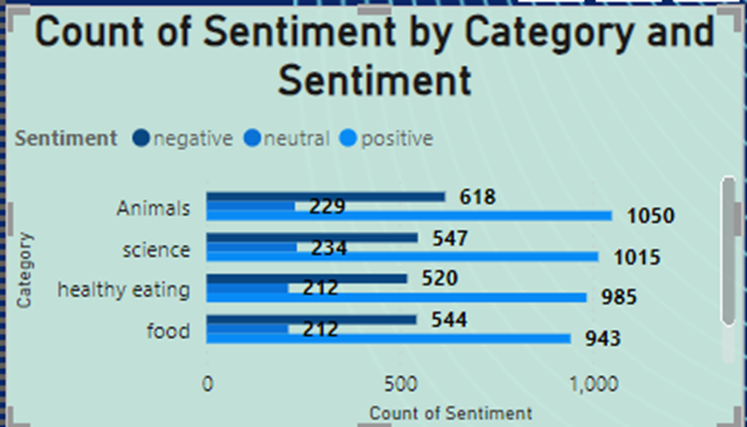 Count of Sentiment by Category and
Sentiment
Sentiment negative neutral positive
Category
Animals 618 229 1050
science 547 234 1015
healthy eating 520 212 985
food 544 212 943
0 500 1,000
Count of Sentiment